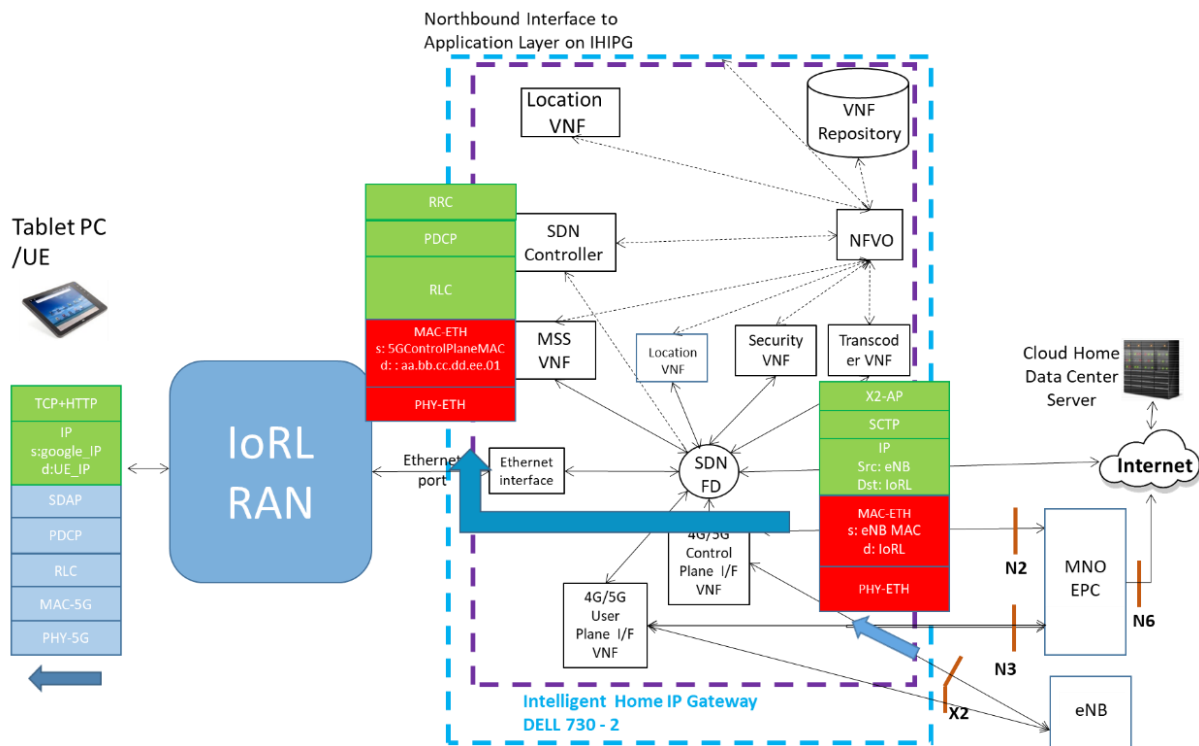 Northbound Interface to
Application Layer on IHIPG
Location
VNF
VNF
Repository
Tablet PC
/UE
RRC
PDCP
RLC
MAC-ETH
s: 5GControlPlaneMAC
d: : aa.bb.cc.dd.ee.01
PHY-ETH
SDN
Controller
NFVO
MSS
VNF
Location
VNF
Security
VNF
Transcod
er VNF
Cloud Home
Data Center
Server
TCP+HTTP
IP
s:google_IP
d:UE_IP
SDAP
PDCP
RLC
MAC-5G
PHY-5G
IoRL
RAN
Ethernet
port
Ethernet
interface
SDN
FD
X2-AP
SCTP
IP
Src: eNB
Dst: IoRL
MAC-ETH
s: eNB MAC
d: IoRL
PHY-ETH
Internet
4G/5G
Control
Plane I/F
VNF
4G/5G
User
Plane I/F
VNF
N2
MNO
EPC
N6
N3
X2
eNB
Intelligent Home IP Gateway
DELL 730 - 2